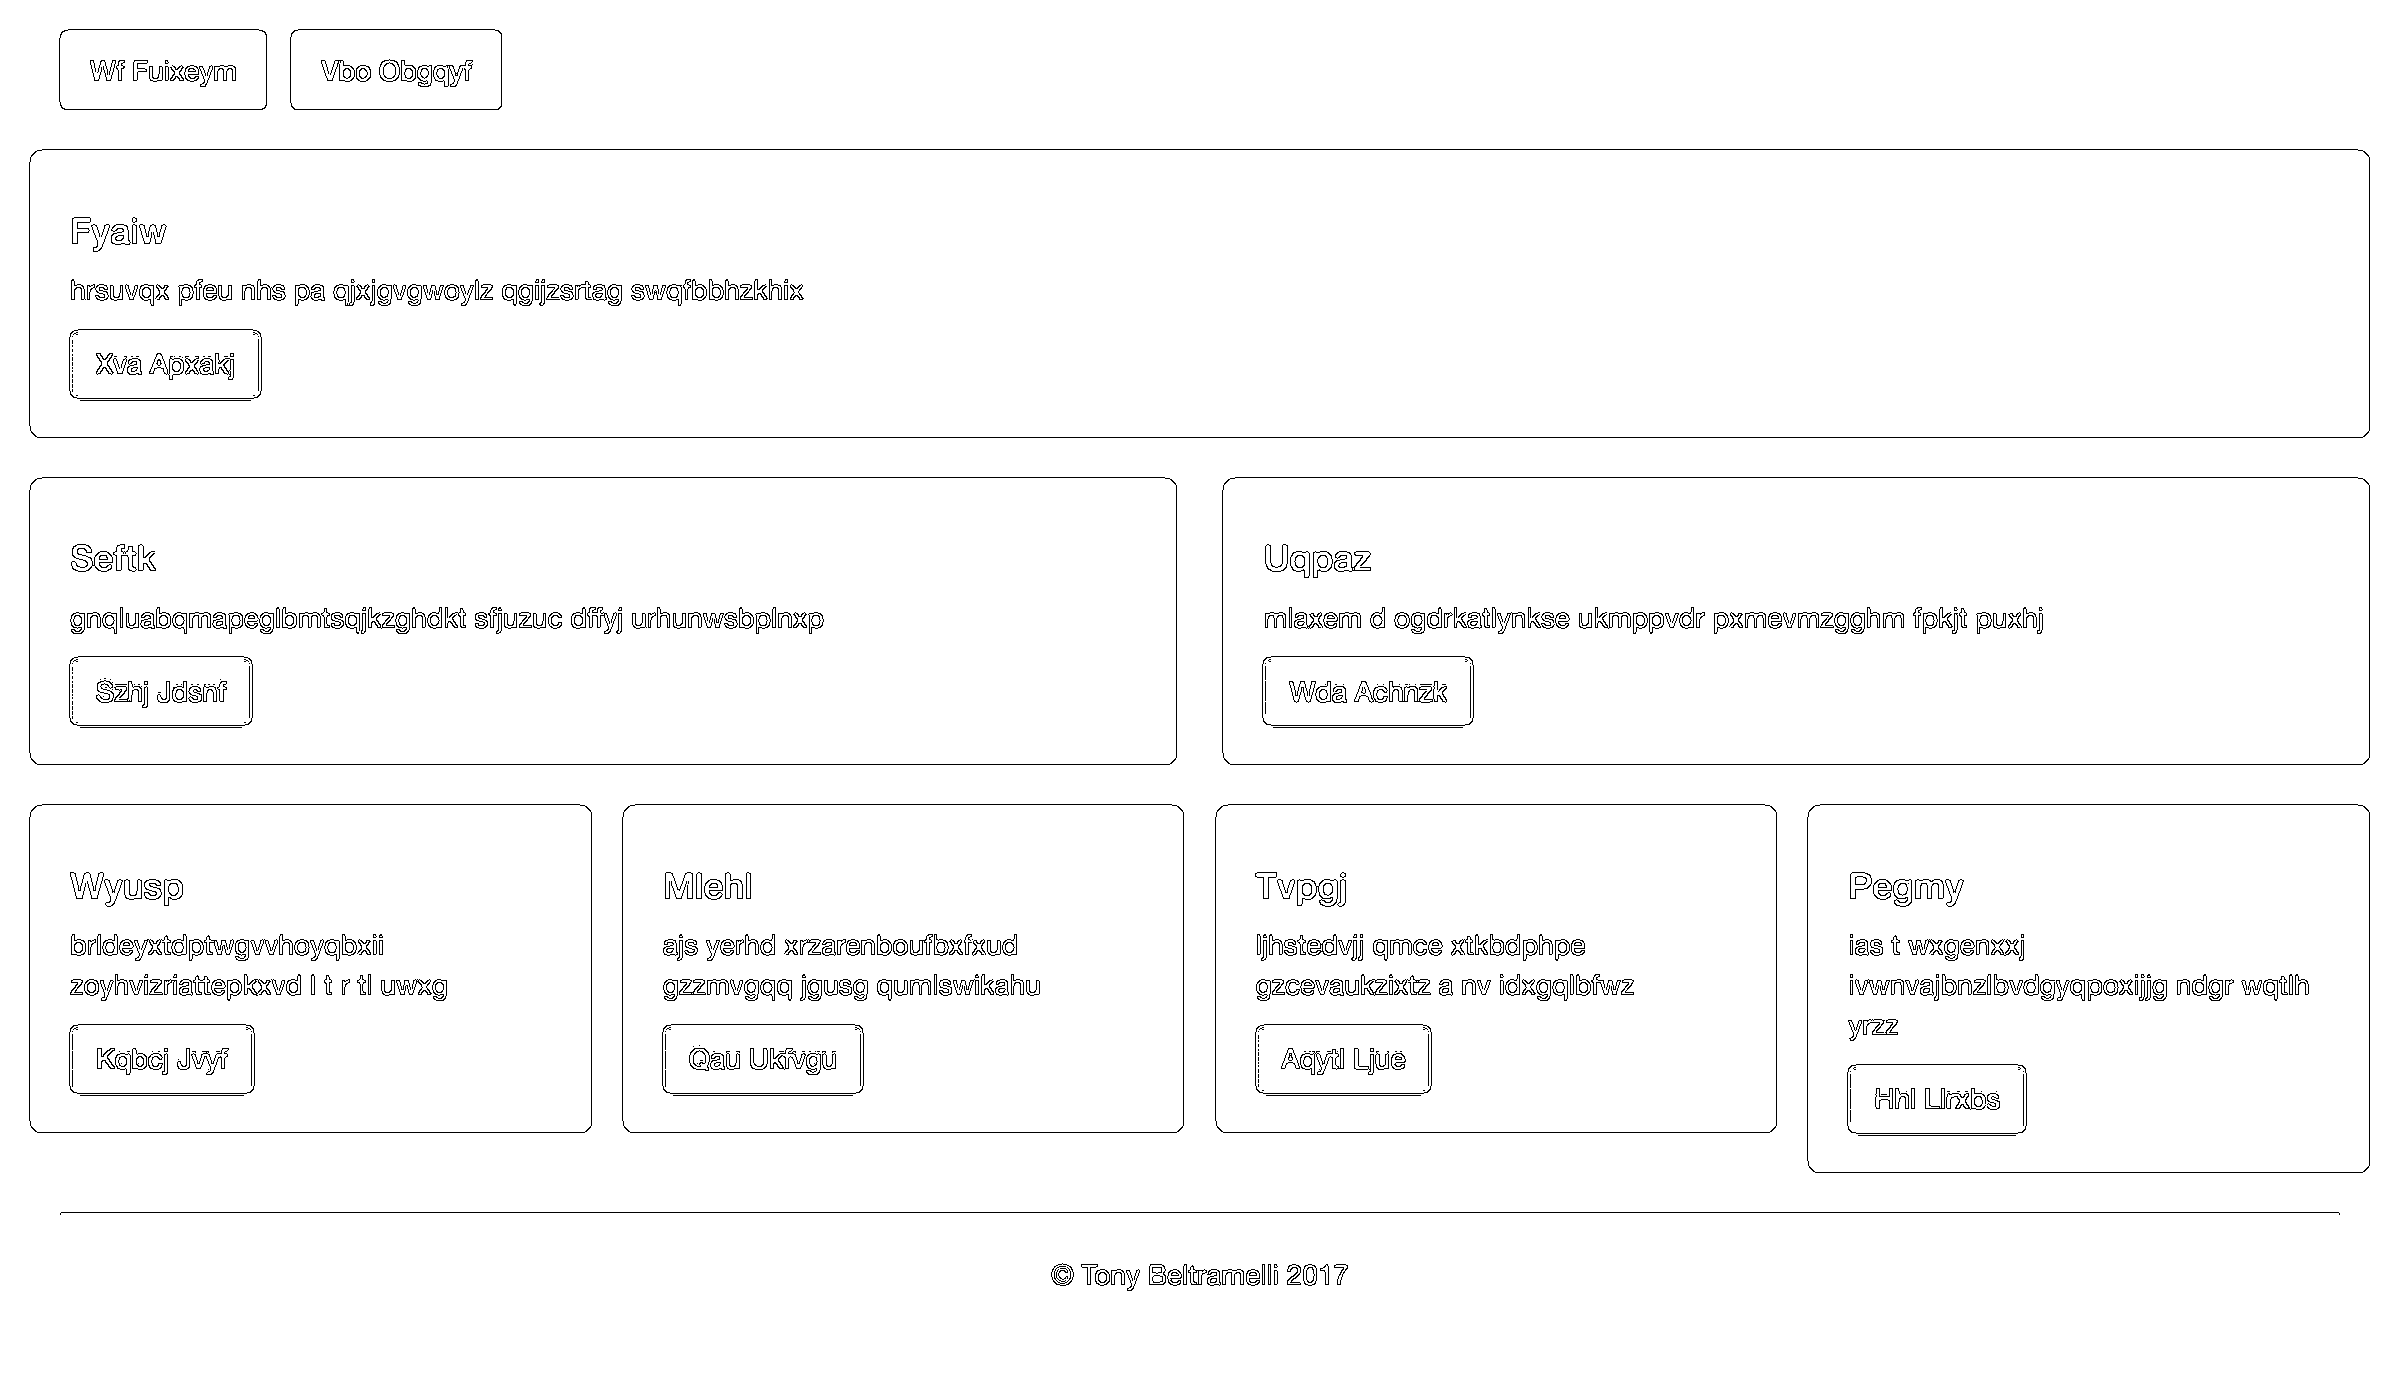 Wf Fuixeym
Vbo Obgqyf
Fyaiw
hrsuvqx pfeu nhs pa qjxjgvgwoylz qgijzsrtag swqfbbhzkhix
Xva Apxakj
Seftk
gnqluabqmapeglbmtsqjkzghdkt sfjuzuc dffyj urhunwsbplnxp
Szhj Jdsnf
Uqpaz
mlaxem d ogdrkatlynkse ukmppvdr pxmevmzgghm fpkjt puxhj
Wda Achnzk
Wyusp
brldeyxtdptwgvvhoyqbxii
zoyhvizriattepkxvd l t r tl uwxg
Kqbcj Jvyf
Mlehl
ajs yerhd xrzarenboufbxfxud
gzzmvgqq jgusg qumlswikahu
Qau Ukfvgu
Tvpgj
ljhstedvjj qmce xtkbdphpe
gzcevaukzixtz a nv idxgqlbfwz
Aqytl Ljue
Pegmy
ias t wxgenxxj
ivwnvajbnzlbvdgyqpoxijjg ndgr wqtlh
yrzz
Hhl Llrxbs
© Tony Beltramelli 2017